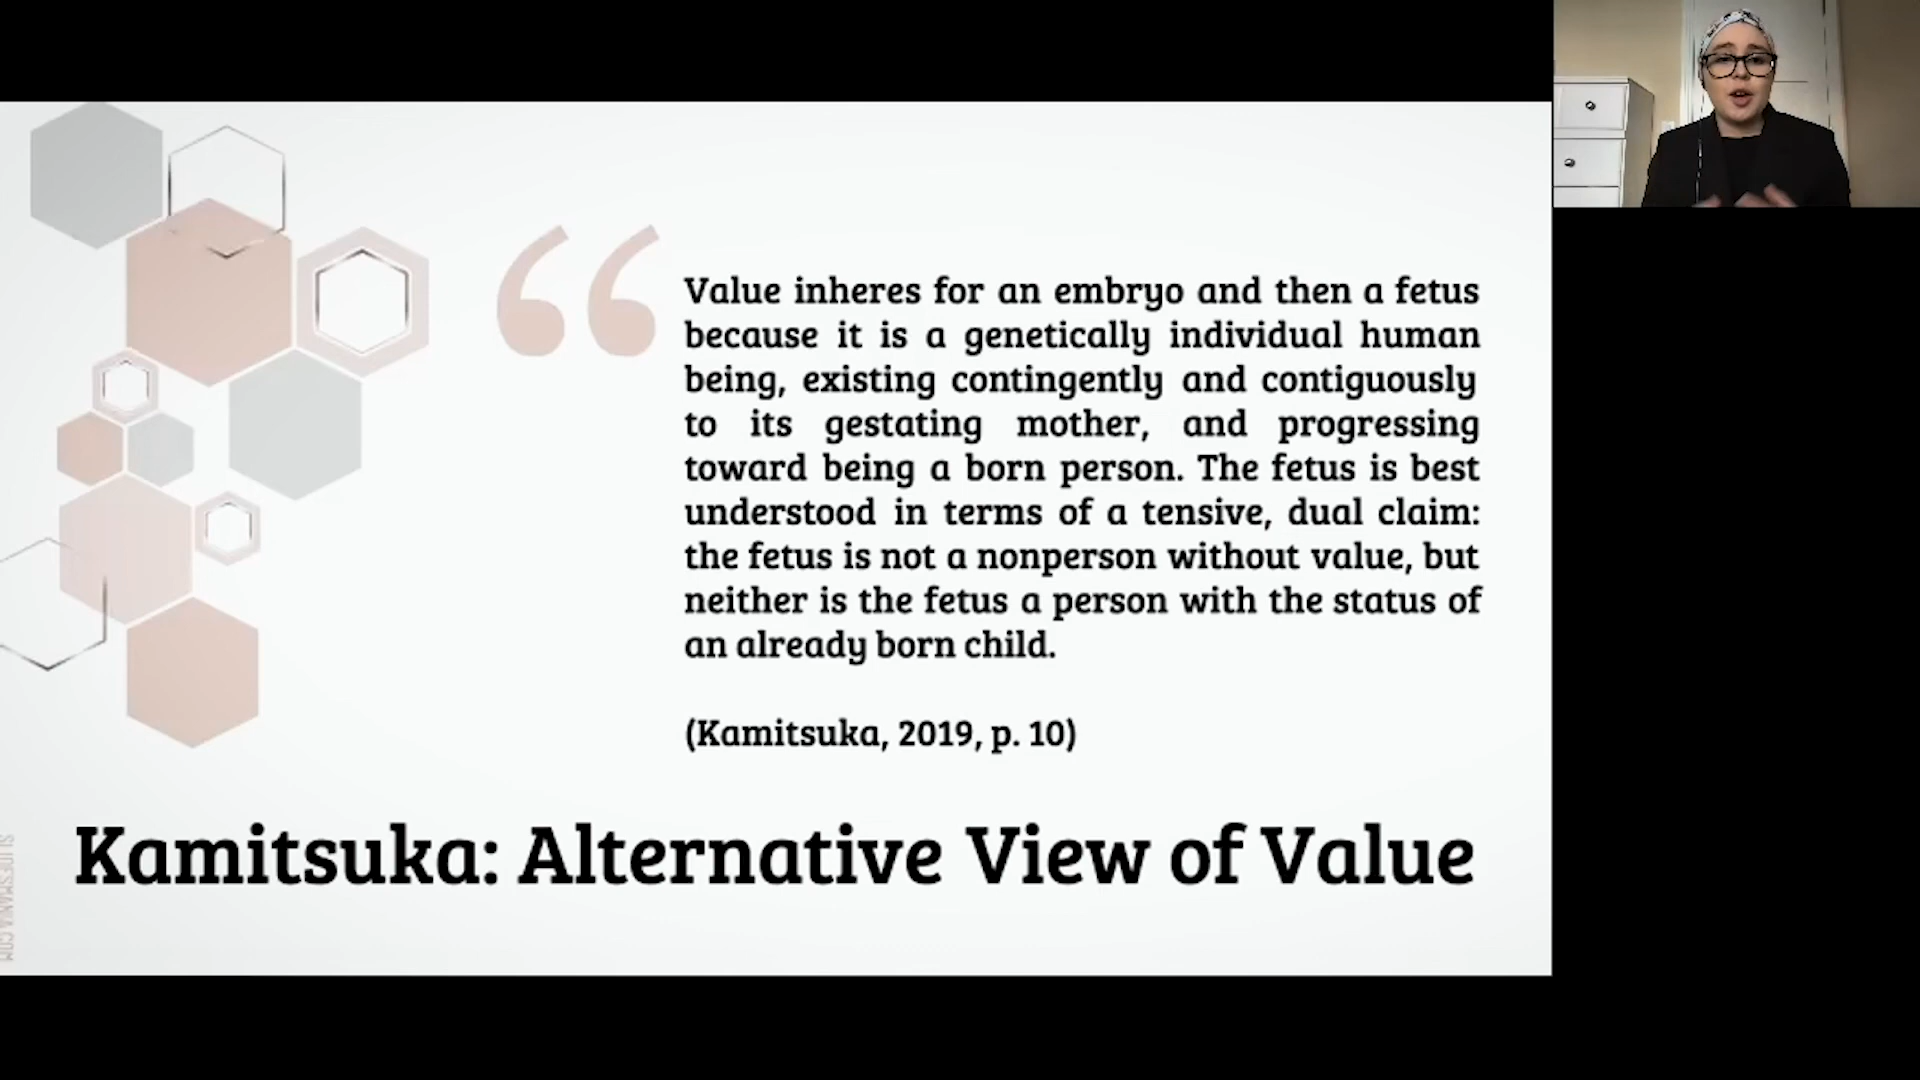 Value inheres for an embryo and then a fetus
because it is a genetically individual human
being, existing contingently and contiguously
to its gestating mother, and progressing
toward being a born person. The fetus is best
understood in terms of a tensive, dual claim:
the fetus is not a nonperson without value, but
neither is the fetus a person with the status of
an already born child.
(Kamitsuka, 2019, p. 10)
Kamitsuka: Alternative View of Value
SLIDESMANIA.COM